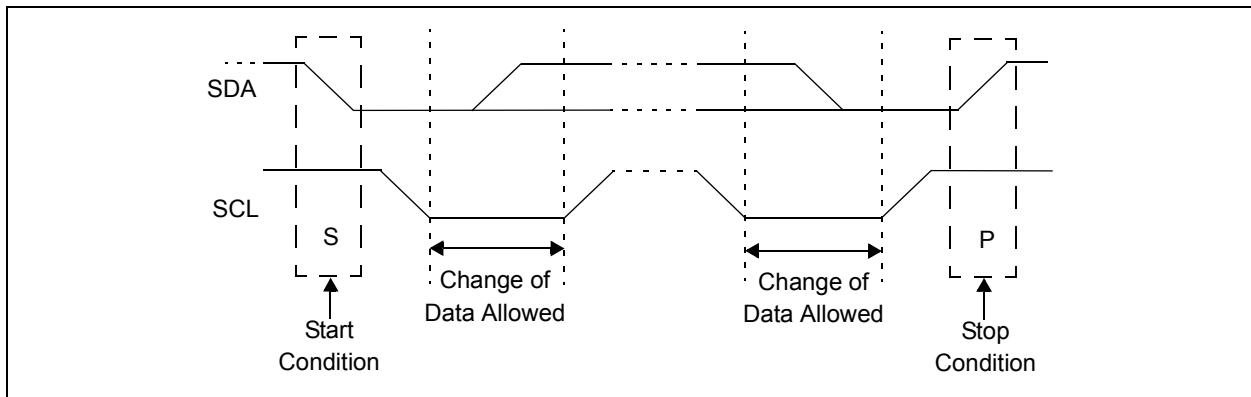 SDA
SCL
S
P
Change of
Data Allowed
Change of
Data Allowed
Start
Condition
Stop
Condition